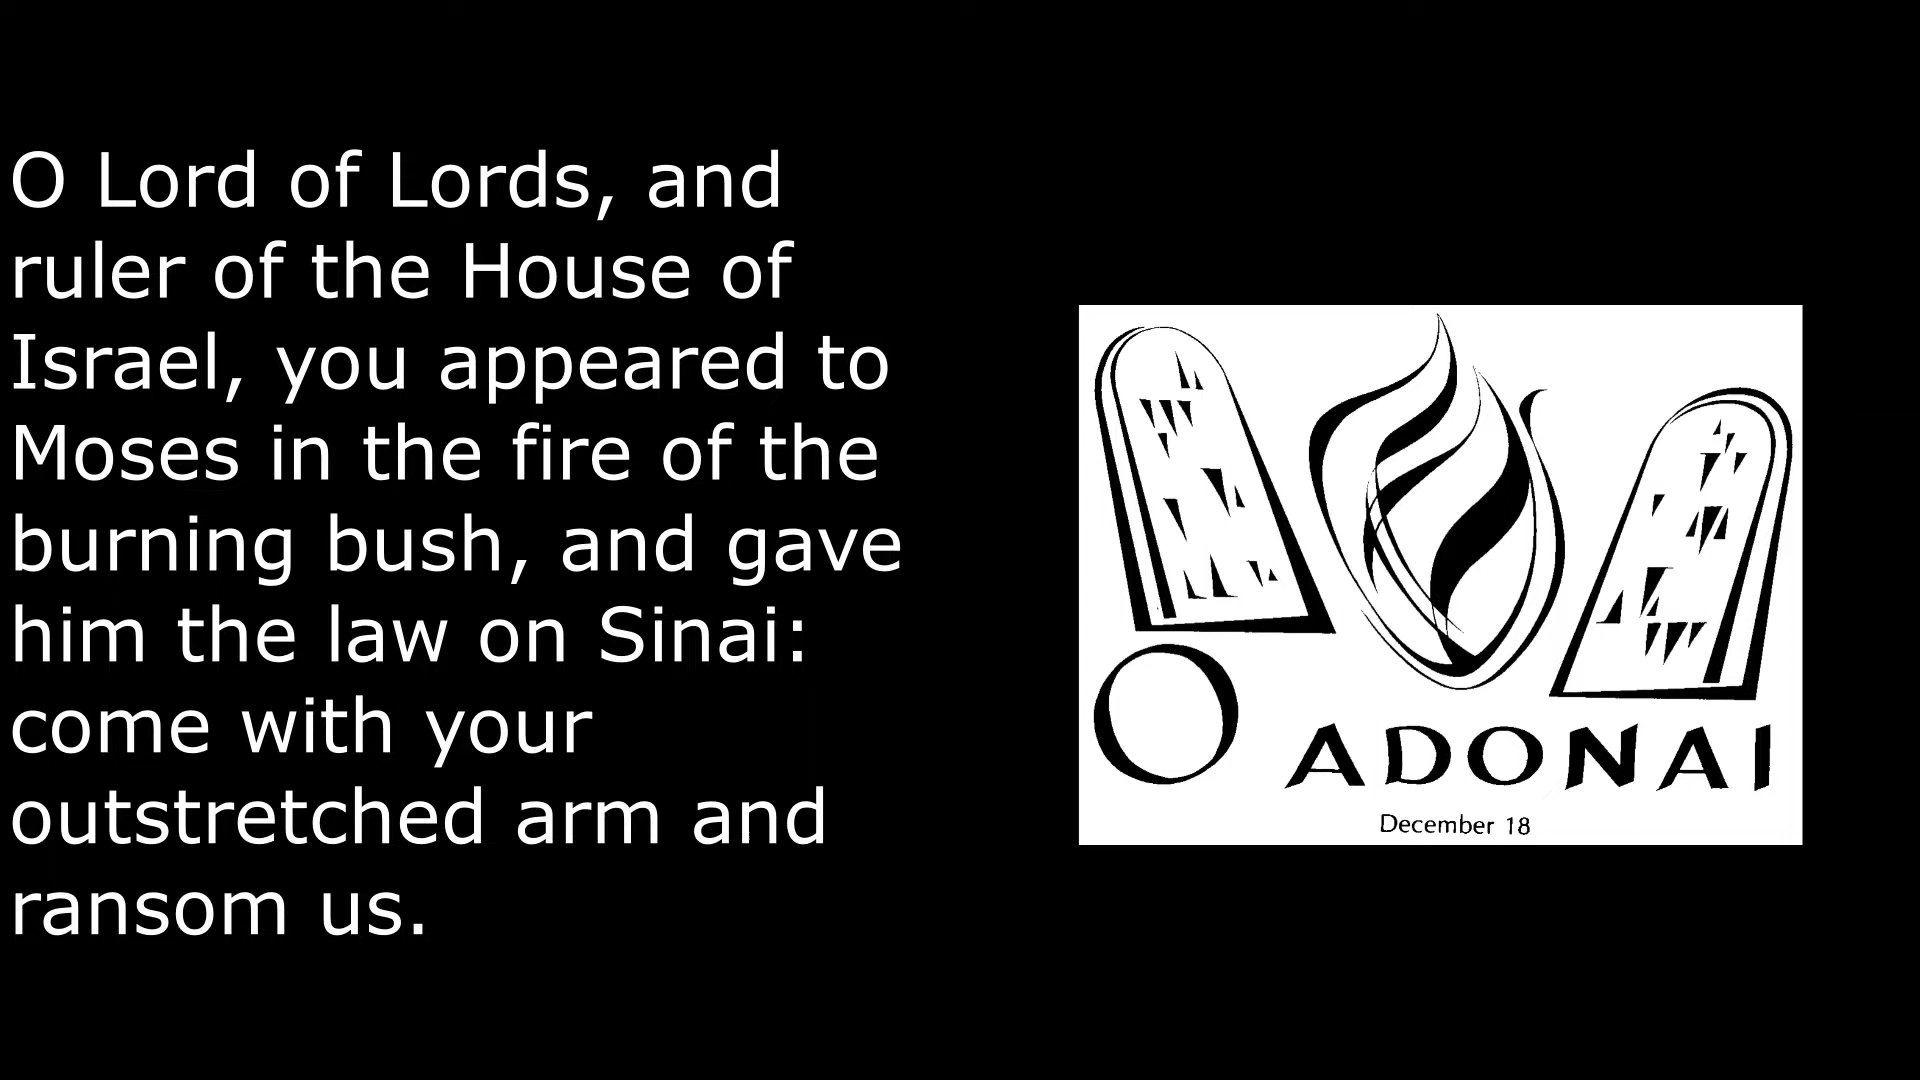 O Lord of Lords, and
ruler of the House of
Israel, you appeared to
Moses in the fire of the
burning bush, and gave
him the law on Sinai:
come with your
outstretched arm and
ransom us.
O ADONAI
December 18